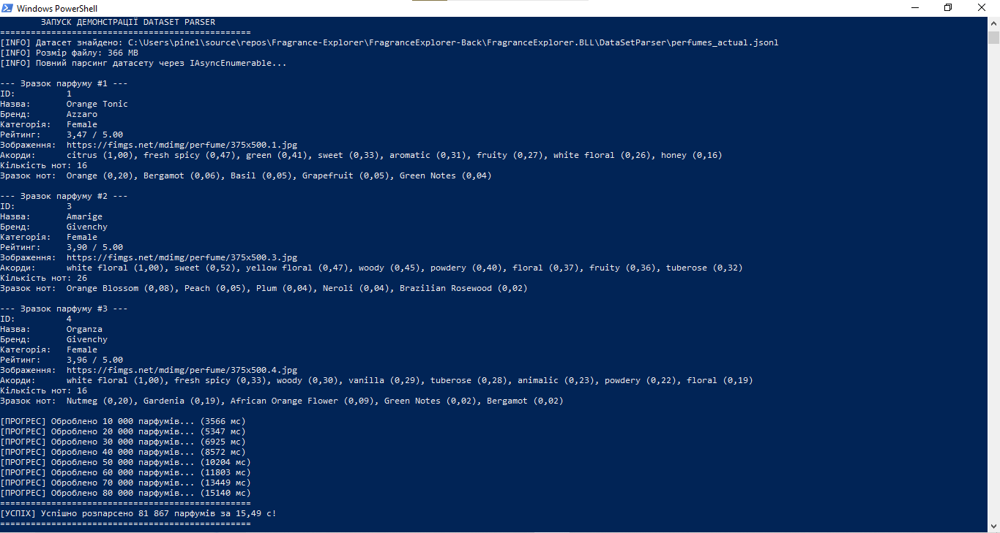 Windows PowerShell
ЗАПУСК ДЕМОНСТРАЦІЇ DATASET PARSER
=================================================
[INFO] Датасет знайдено: C:\Users\pinel\source\repos\Fragrance-Explorer\FragranceExplorer-Back\FragranceExplorer.BLL\DataSetParser\perfumes_actual.jsonl
[INFO] Розмір файлу: 366 MB
[INFO] Повний парсинг датасету через IAsyncEnumerable...
--- Зразок парфуму #1 ---
ID: 1
Назва: Orange Tonic
Бренд: Azzaro
Категорія: Female
Рейтинг: 3,47 / 5.00
Зображення: https://fimgs.net/mdimg/perfume/375x500.1.jpg
Акорди: citrus (1,00), fresh spicy (0,47), green (0,41), sweet (0,33), aromatic (0,31), fruity (0,27), white floral (0,26), honey (0,16)
Кількість нот: 16
Зразок нот: Orange (0,20), Bergamot (0,06), Basil (0,05), Grapefruit (0,05), Green Notes (0,04)
--- Зразок парфуму #2 ---
ID: 3
Назва: Amarige
Бренд: Givenchy
Категорія: Female
Рейтинг: 3,90 / 5.00
Зображення: https://fimgs.net/mdimg/perfume/375x500.3.jpg
Акорди: white floral (1,00), sweet (0,52), yellow floral (0,47), woody (0,45), powdery (0,40), floral (0,37), fruity (0,36), tuberose (0,32)
Кількість нот: 26
Зразок нот: Orange Blossom (0,08), Peach (0,05), Plum (0,04), Neroli (0,04), Brazilian Rosewood (0,02)
--- Зразок парфуму #3 ---
ID: 4
Назва: Organza
Бренд: Givenchy
Категорія: Female
Рейтинг: 3,96 / 5.00
Зображення: https://fimgs.net/mdimg/perfume/375x500.4.jpg
Акорди: white floral (1,00), fresh spicy (0,33), woody (0,30), vanilla (0,29), tuberose (0,28), animalic (0,23), powdery (0,22), floral (0,19)
Кількість нот: 16
Зразок нот: Nutmeg (0,20), Gardenia (0,19), African Orange Flower (0,09), Green Notes (0,02), Bergamot (0,02)
[ПРОГРЕС] Оброблено 10 000 парфумів... (3566 мс)
[ПРОГРЕС] Оброблено 20 000 парфумів... (5347 мс)
[ПРОГРЕС] Оброблено 30 000 парфумів... (6925 мс)
[ПРОГРЕС] Оброблено 40 000 парфумів... (8572 мс)
[ПРОГРЕС] Оброблено 50 000 парфумів... (10204 мс)
[ПРОГРЕС] Оброблено 60 000 парфумів... (11803 мс)
[ПРОГРЕС] Оброблено 70 000 парфумів... (13449 мс)
[ПРОГРЕС] Оброблено 80 000 парфумів... (15140 мс)
=================================================
[УСПІХ] Успішно розпарсено 81 867 парфумів за 15,49 с!
=================================================